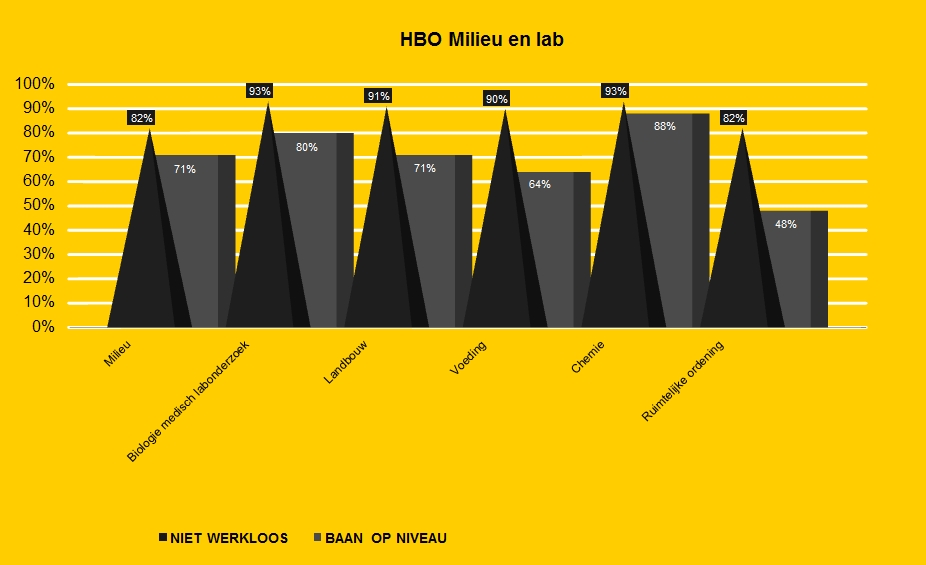 HBO Milieu en lab
100%
90%
80%
70%
60%
50%
40%
30%
20%
10%
0%
82%
93%
91%
90%
93%
82%
71%
80%
71%
64%
88%
48%
Milieu
Biologie medisch labonderzoek
Landbouw
Voeding
Chemie
Ruimtelijke ordening
NIET WERKLOOS
BAAN OP NIVEAU